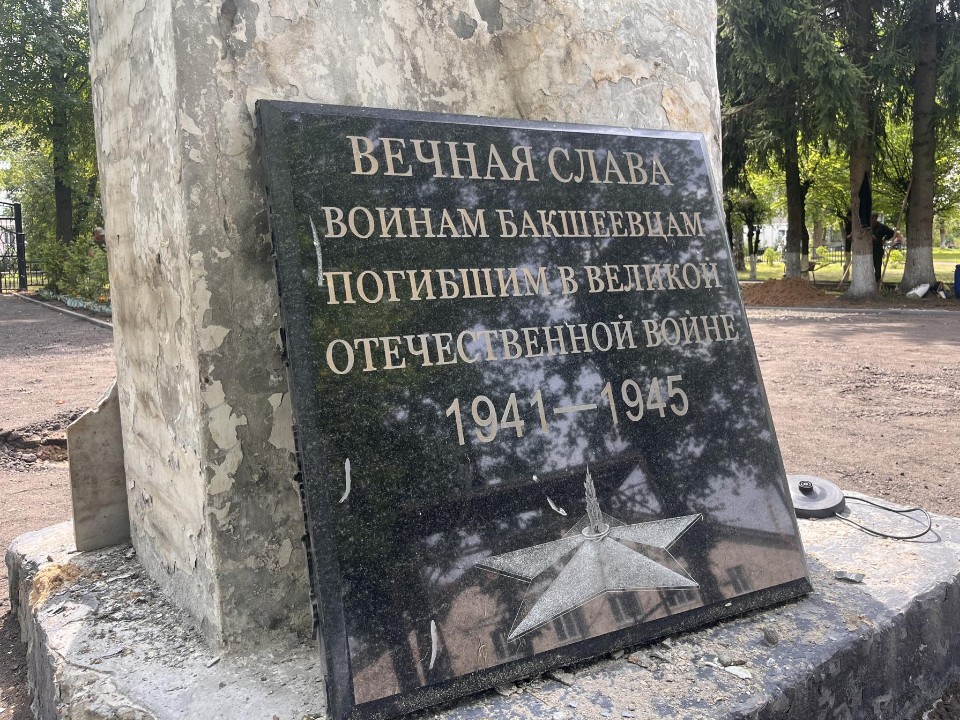 ВЕЧНАЯ СЛАВА
ВОИНАМ БАКШЕЕВЦАМ
ПОГИБШИМ В ВЕЛИКОЙ
ОТЕЧЕСТВЕННОЙ ВОЙНЕ
1941—1945